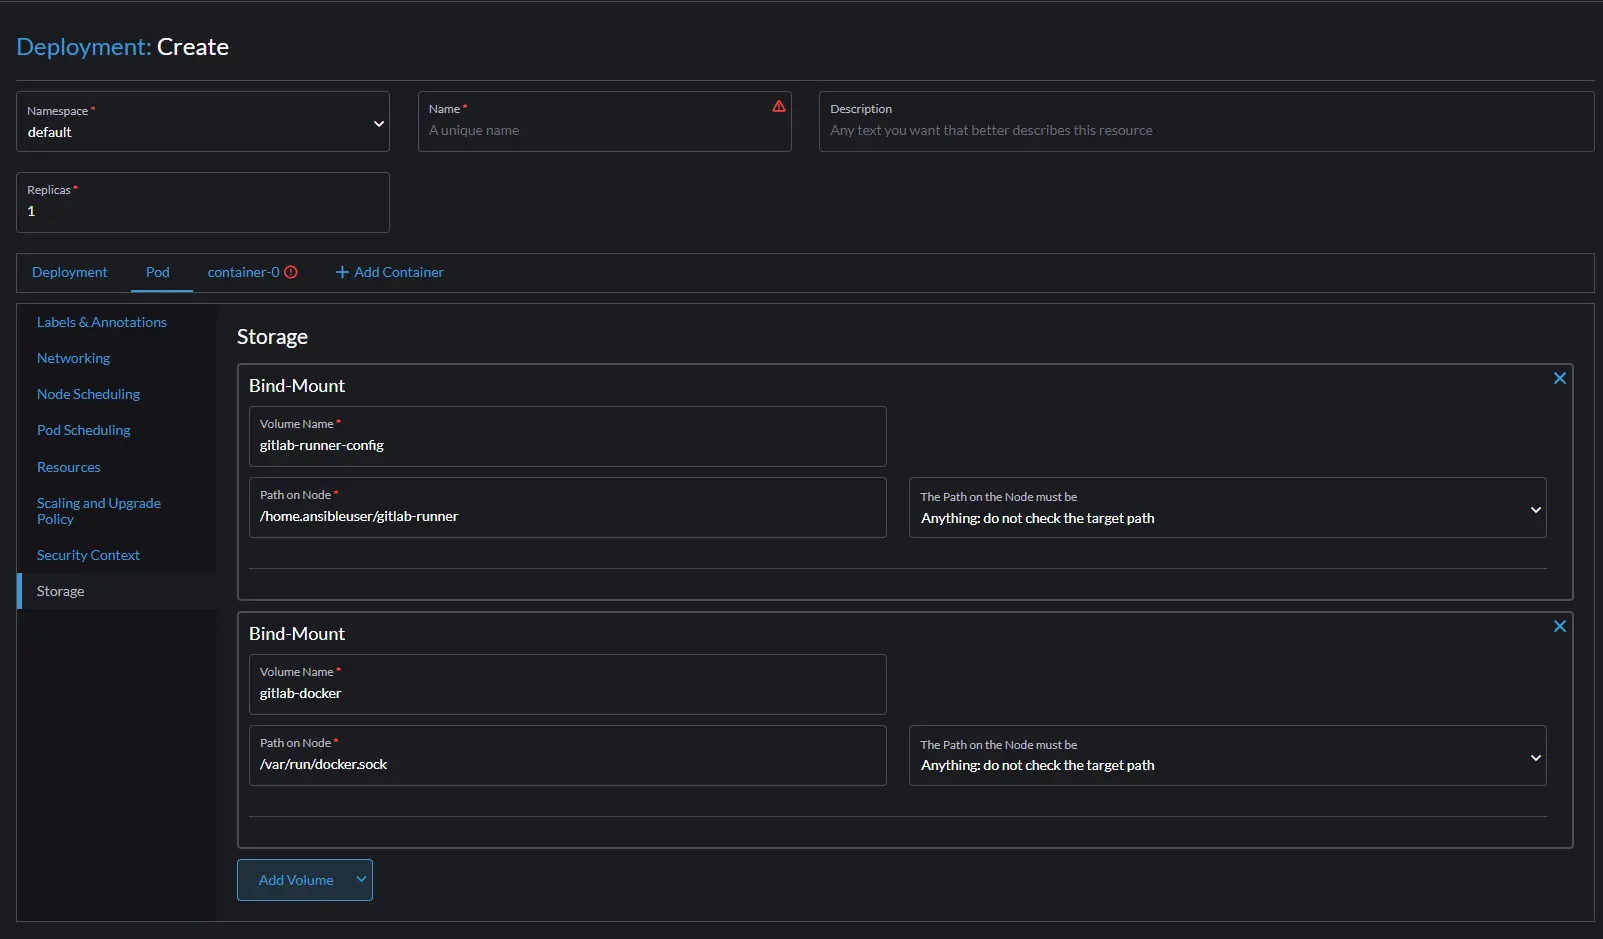 Deployment: Create
Namespace *
default
Name *
A unique name
Description
Any text you want that better describes this resource
Replicas *
1
Deployment
Pod
container-0
Add Container
Labels & Annotations
Networking
Node Scheduling
Pod Scheduling
Resources
Scaling and Upgrade
Policy
Security Context
Storage
Storage
Bind-Mount
Volume Name *
gitlab-runner-config
Path on Node *
/home.ansibleuser/gitlab-runner
The Path on the Node must be
Anything: do not check the target path
Bind-Mount
Volume Name *
gitlab-docker
Path on Node *
/var/run/docker.sock
The Path on the Node must be
Anything: do not check the target path
Add Volume